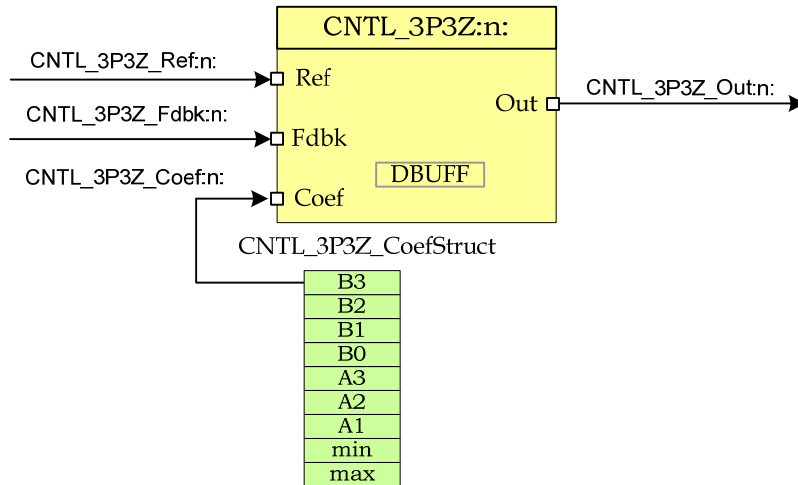 CNTL_3P3Z:n:
CNTL_3P3Z_Ref:n:
Ref
CNTL_3P3Z_Out:n:
Out
CNTL_3P3Z_Fdbk:n:
Fdbk
CNTL_3P3Z_Coef:n:
DBUFF
Coef
CNTL_3P3Z_CoefStruct
B3
B2
B1
B0
A3
A2
A1
min
max